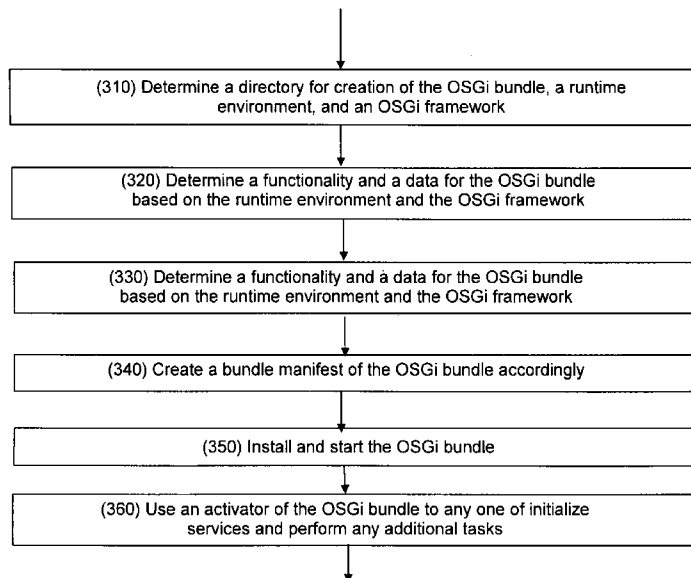 (310) Determine a directory for creation of the OSGi bundle, a runtime
environment, and an OSGi framework
(320) Determine a functionality and a data for the OSGi bundle
based on the runtime environment and the OSGi framework
(330) Determine a functionality and a data for the OSGi bundle
based on the runtime environment and the OSGi framework
(340) Create a bundle manifest of the OSGi bundle accordingly
(350) Install and start the OSGi bundle
(360) Use an activator of the OSGi bundle to any one of initialize
services and perform any additional tasks